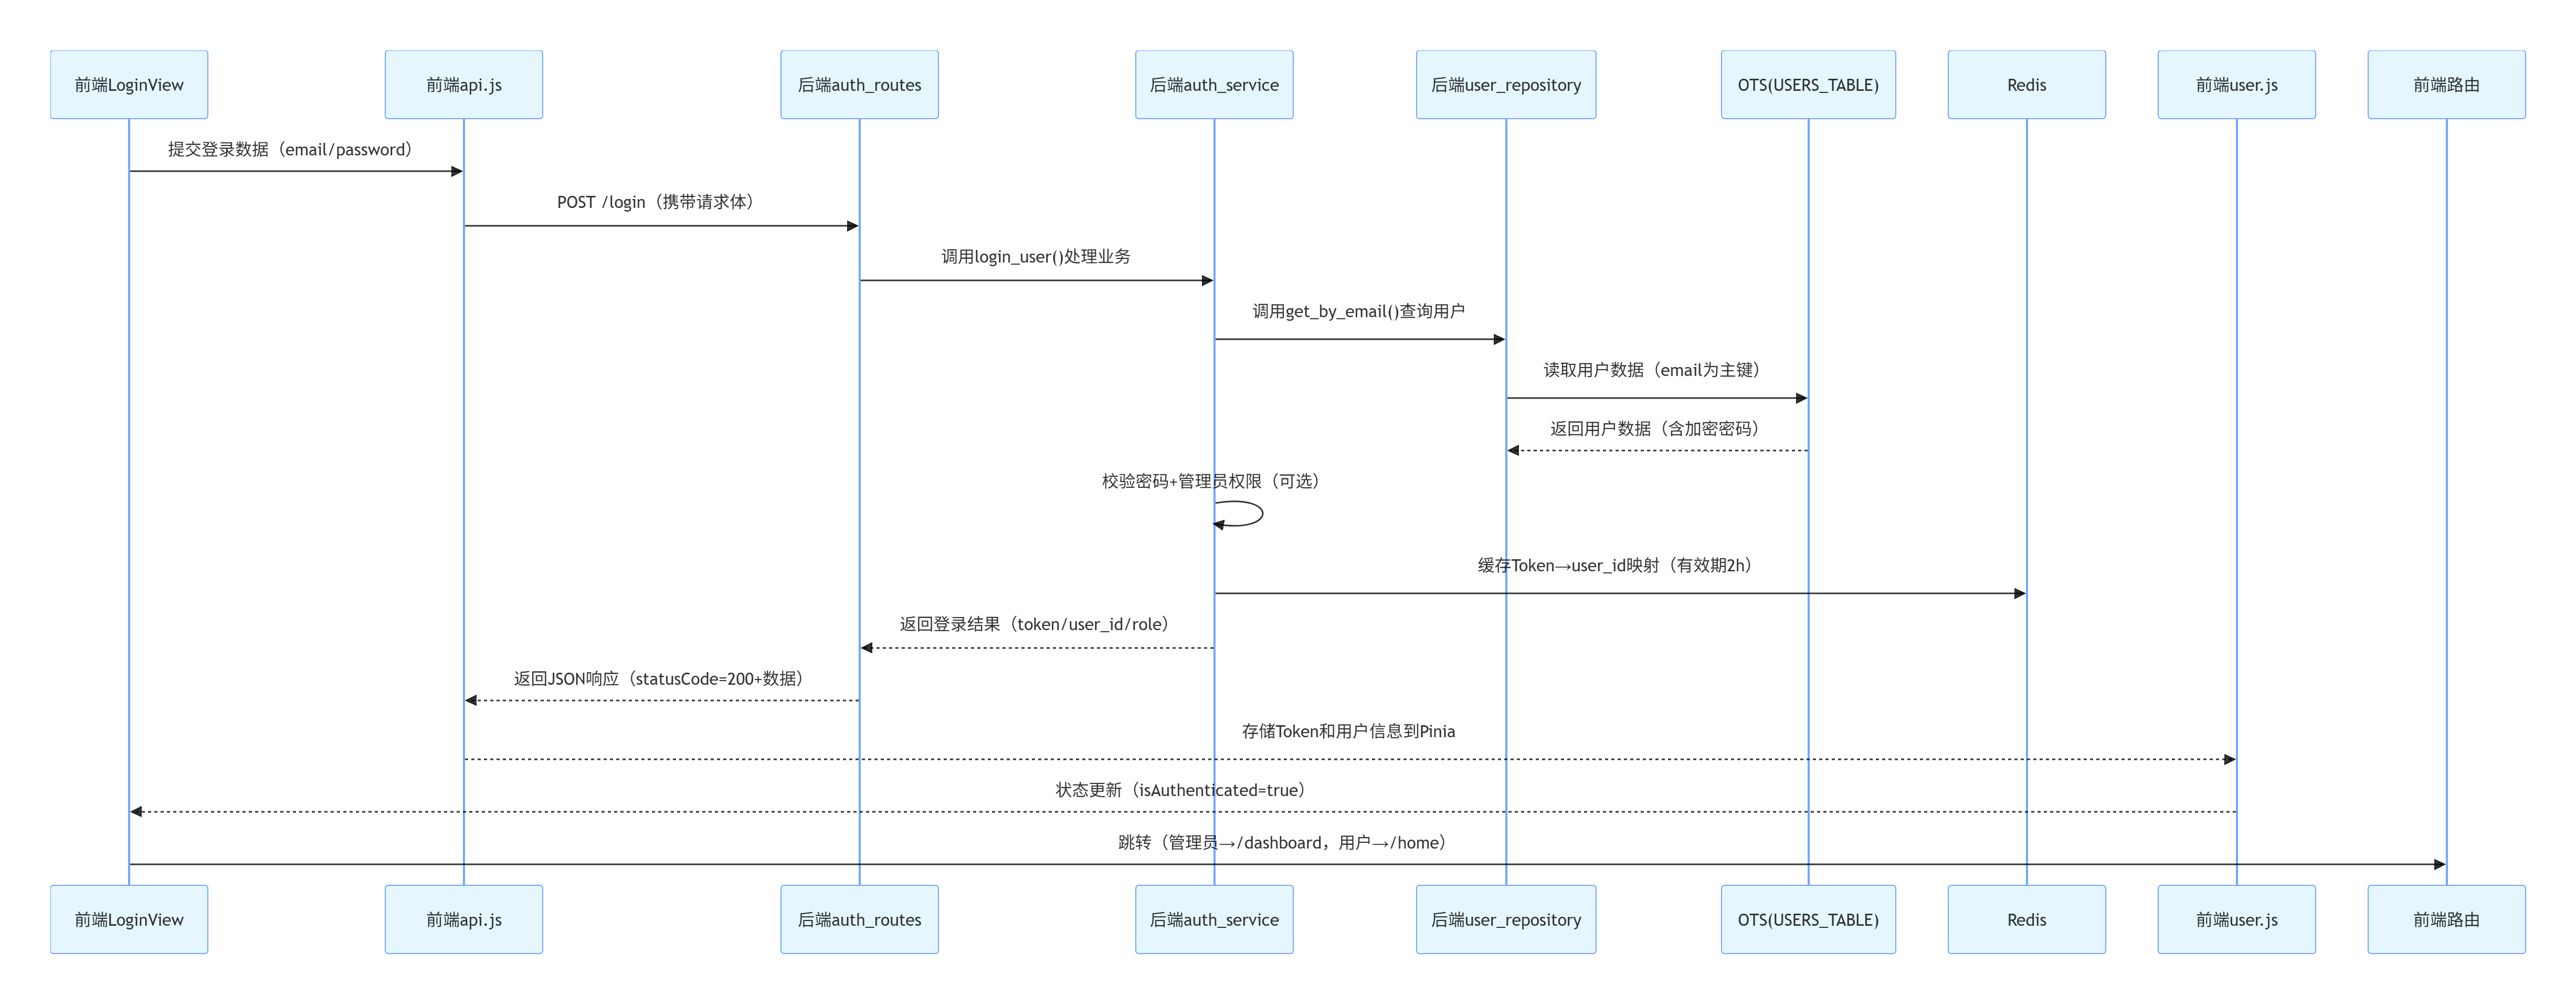 前端LoginView
前端api.js
后端auth_routes
后端auth_service
后端user_repository
OTS(USERS_TABLE)
Redis
前端user.js
前端路由
提交登录数据（email/password）
POST /login（携带请求体）
调用login_user()处理业务
调用get_by_email()查询用户
读取用户数据（email为主键）
返回用户数据（含加密密码）
校验密码+管理员权限（可选）
缓存Token→user_id映射（有效期2h）
返回登录结果（token/user_id/role）
返回JSON响应（statusCode=200+数据）
存储Token和用户信息到Pinia
状态更新（isAuthenticated=true）
跳转（管理员→/dashboard，用户→/home）
前端LoginView
前端api.js
后端auth_routes
后端auth_service
后端user_repository
OTS(USERS_TABLE)
Redis
前端user.js
前端路由